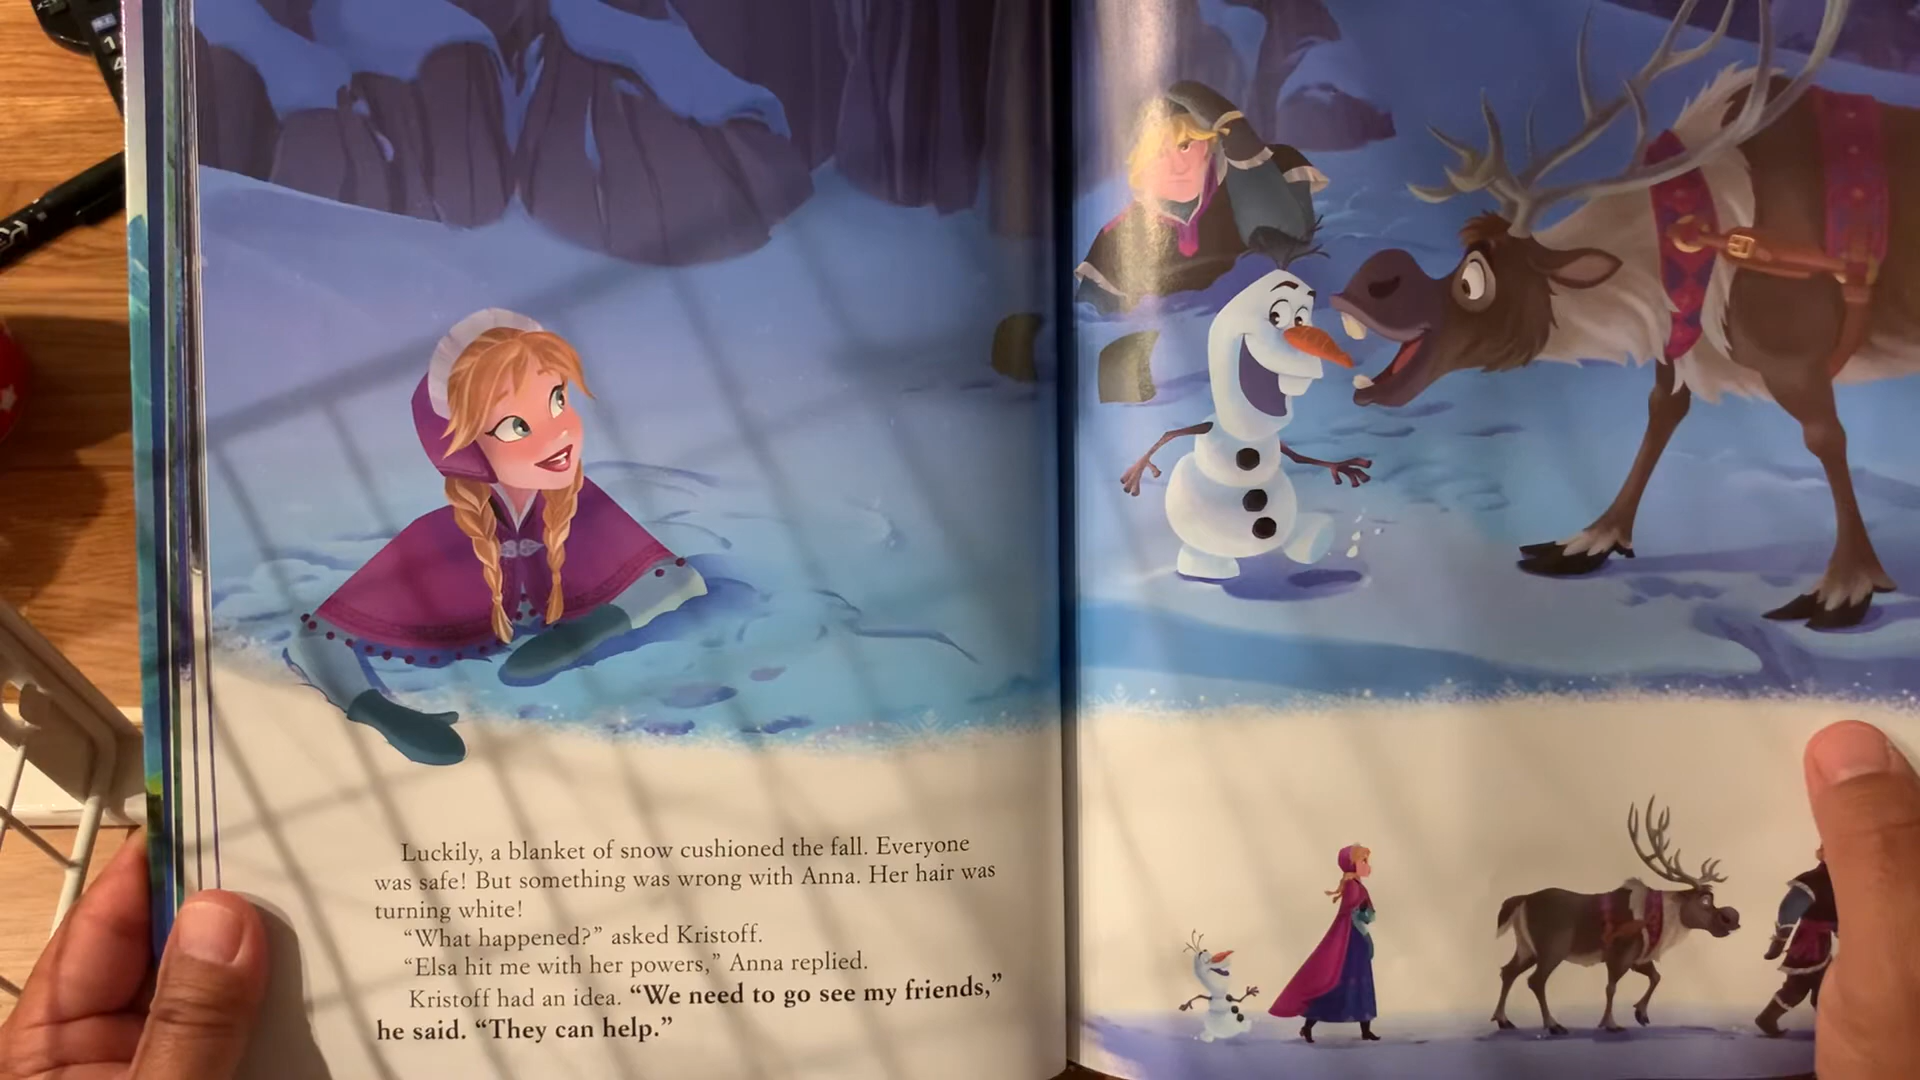 Luckily, a blanket of snow cushioned the fall. Everyone
was safe! But something was wrong with Anna. Her hair was
turning white!
“What happened?” asked Kristoff.
“Elsa hit me with her powers,” Anna replied.
Kristoff had an idea. “We need to go see my friends,”
he said. “They can help.”